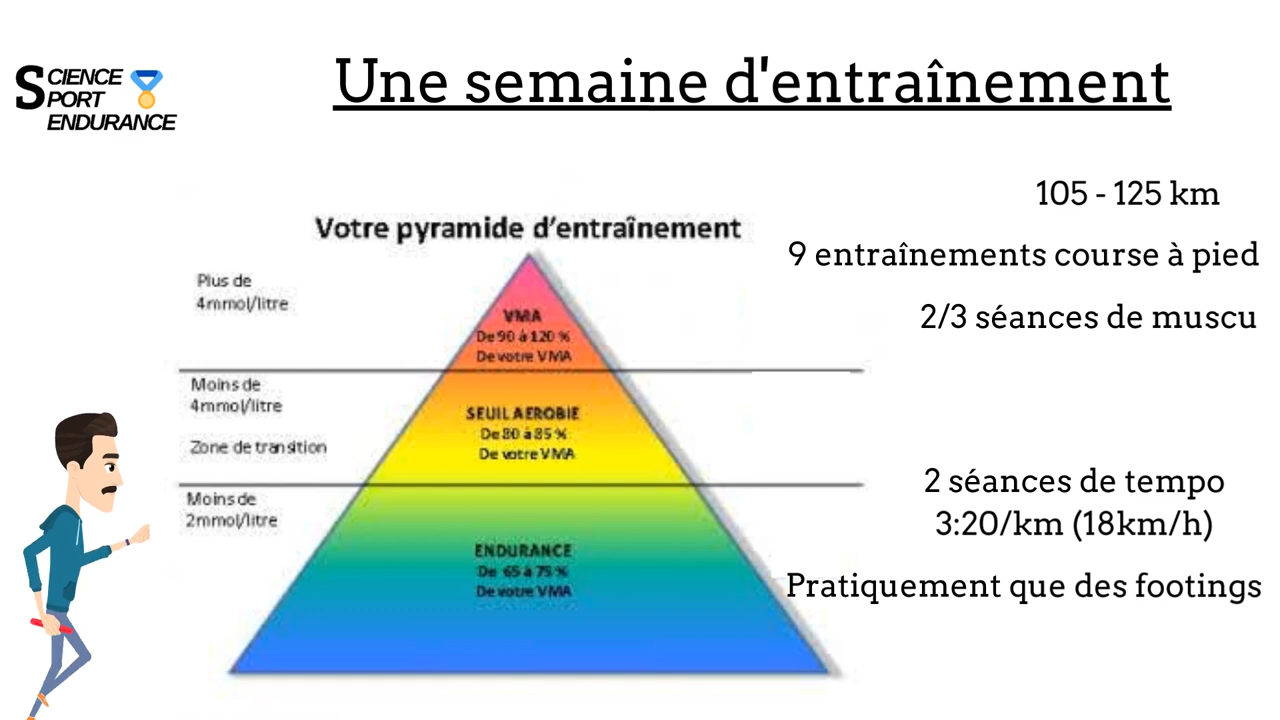 SCIENCE
SPORT
ENDURANCE
Une semaine d'entraînement
105 - 125 km
9 entraînements course à pied
2/3 séances de muscu
Votre pyramide d'entraînement
Plus de
4mmol/litre
VMA
De 90 à 120 %
De votre VMA
Moins de
4mmol/litre
Zone de transition
SEUIL AEROBIE
De 80 à 85 %
De votre VMA
Moins de
2mmol/litre
ENDURANCE
De 65 à 75 %
De votre VMA
2 séances de tempo
3:20/km (18km/h)
Pratiquement que des footings